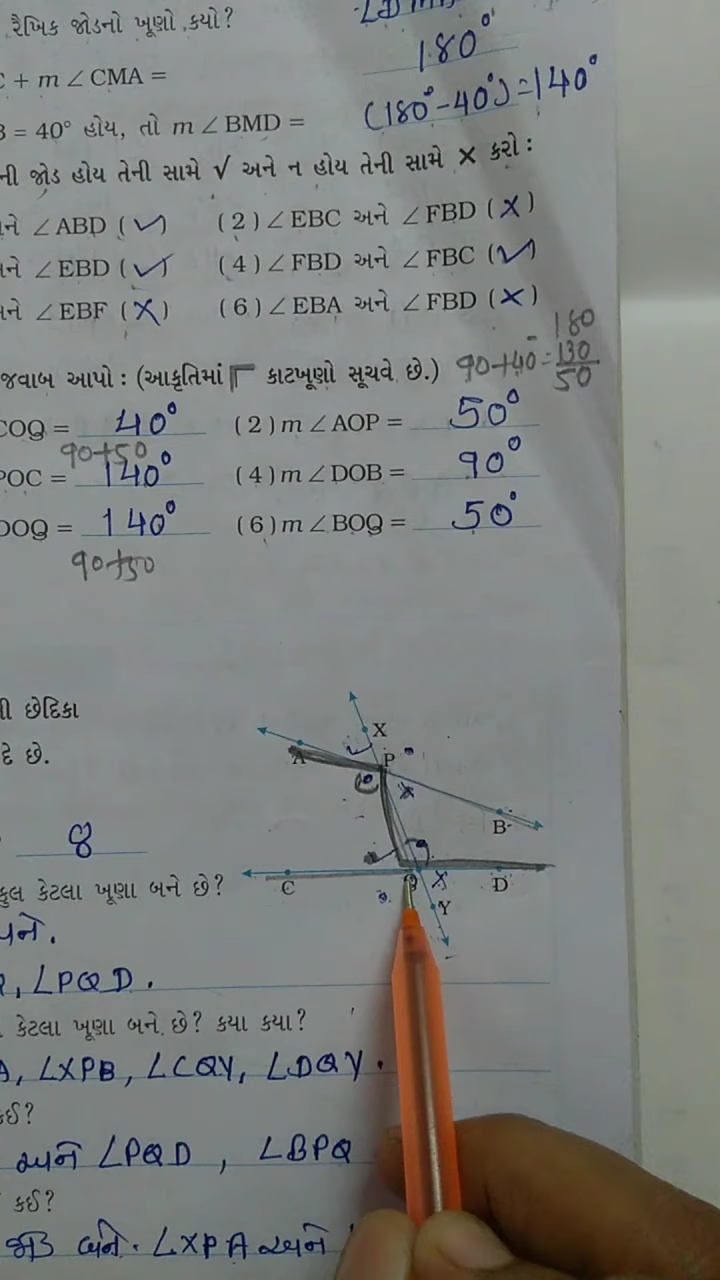 રૈખિક જોડનો ખૂણો કયો?
180°
C + m ∠ CMA =
B = 40° હોય, તો m ∠ BMD = (180°-40°)=140°
ની જોડ હોય તેની સામે √ અને ન હોય તેની સામે × કરો :
ને ∠ ABD (✓) (2) ∠ EBC અને ∠ FBD (×)
ને ∠ EBD (✓) (4) ∠ FBD અને ∠ FBC (✓)
ને ∠ EBF (×) (6) ∠ EBA અને ∠ FBD (×)
180
જવાબ આપો : (આકૃતિમાં કાટખૂણો સૂચવે છે.) 90+40=130
50
COQ = 40° (2) m ∠ AOP = 50°
90+50
POC = 140° (4) m ∠ DOB = 90°
DOQ = 140° (6) m ∠ BOQ = 50°
90+50
ની છેદિકા
દે છે.
X
A P
B
8
C Q D
Y
કુલ કેટલા ખૂણા બને છે?
બને.
, ∠PQD.
કેટલા ખૂણા બને છે? કયા કયા?
A, ∠XPB, ∠CQY, ∠DQY.
કઈ?
અને ∠PQD , ∠BPQ
કઈ?
જોડ બને. ∠XPA અને